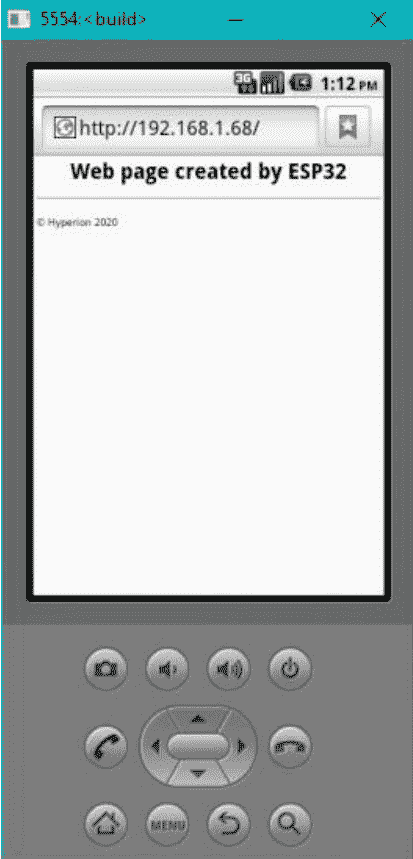 5554:<build>
3G 1:12 PM
http://192.168.1.68/
Web page created by ESP32
© Hyperion 2020
MENU